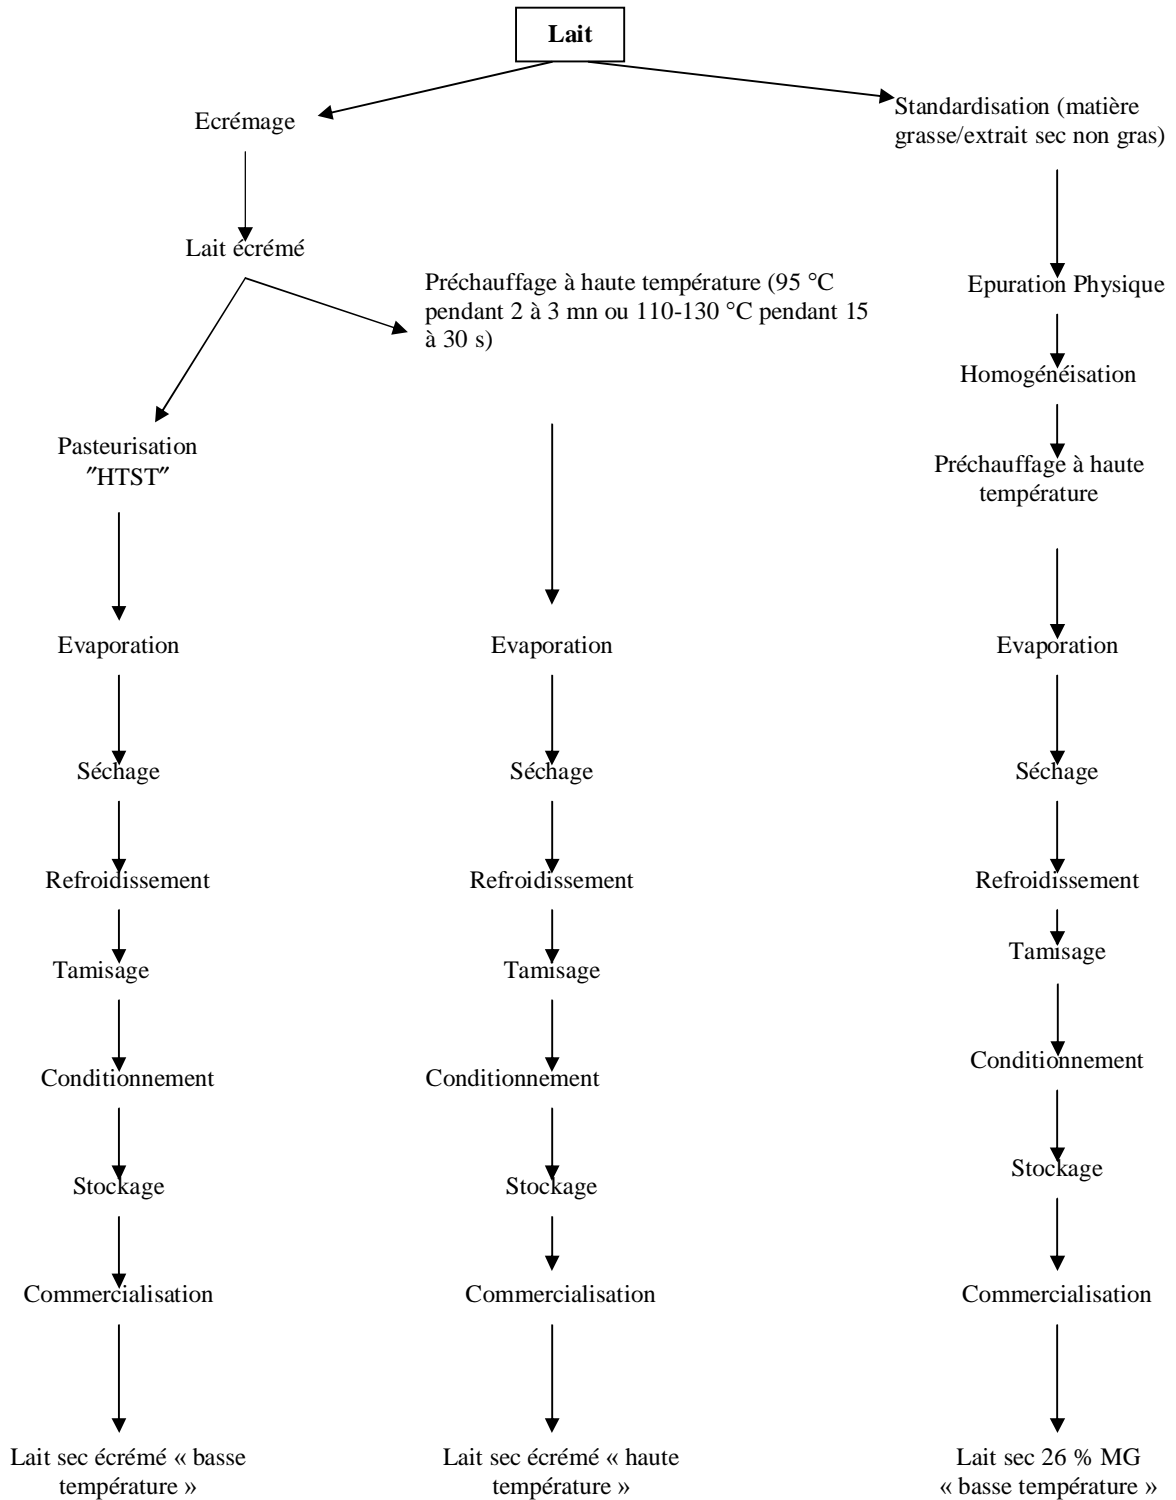 Lait
Ecrémage
Standardisation (matière
grasse/extrait sec non gras)
Lait écrémé
Préchauffage à haute température (95 °C
pendant 2 à 3 mn ou 110-130 °C pendant 15
à 30 s)
Epuration Physique
Homogénéisation
Pasteurisation
″HTST″
Préchauffage à haute
température
Evaporation
Evaporation
Evaporation
Séchage
Séchage
Séchage
Refroidissement
Refroidissement
Refroidissement
Tamisage
Tamisage
Tamisage
Conditionnement
Conditionnement
Conditionnement
Stockage
Stockage
Stockage
Commercialisation
Commercialisation
Commercialisation
Lait sec écrémé « basse
température »
Lait sec écrémé « haute
température »
Lait sec 26 % MG
« basse température »